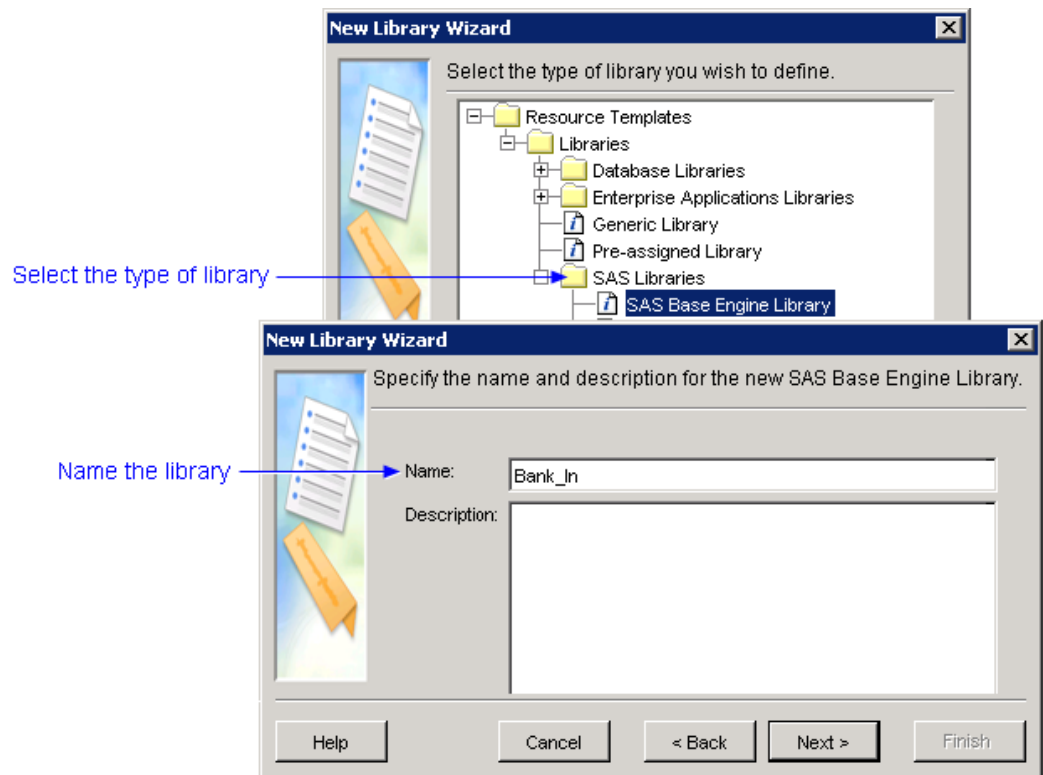 New Library Wizard
Select the type of library you wish to define.
Resource Templates
Libraries
Database Libraries
Enterprise Applications Libraries
Generic Library
Pre-assigned Library
Select the type of library
SAS Libraries
SAS Base Engine Library
New Library Wizard
Specify the name and description for the new SAS Base Engine Library.
Name the library
Name:
Bank_In
Description:
Help
Cancel
< Back
Next >
Finish